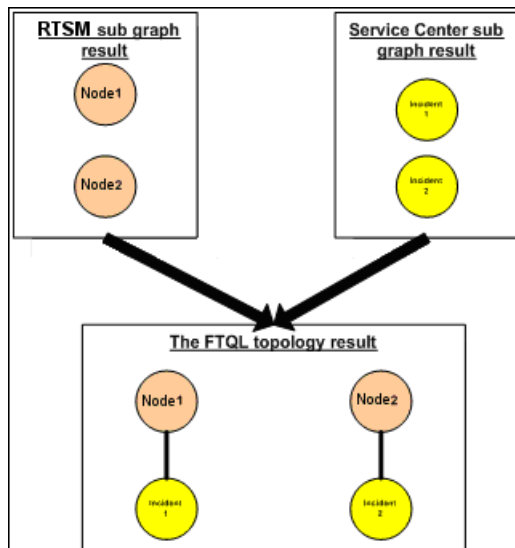 RTSM sub graph
result
Node1
Node2
Service Center sub
graph result
Incident
1
Incident
2
The FTQL topology result
Node1
Node2
Incident
1
Incident
2